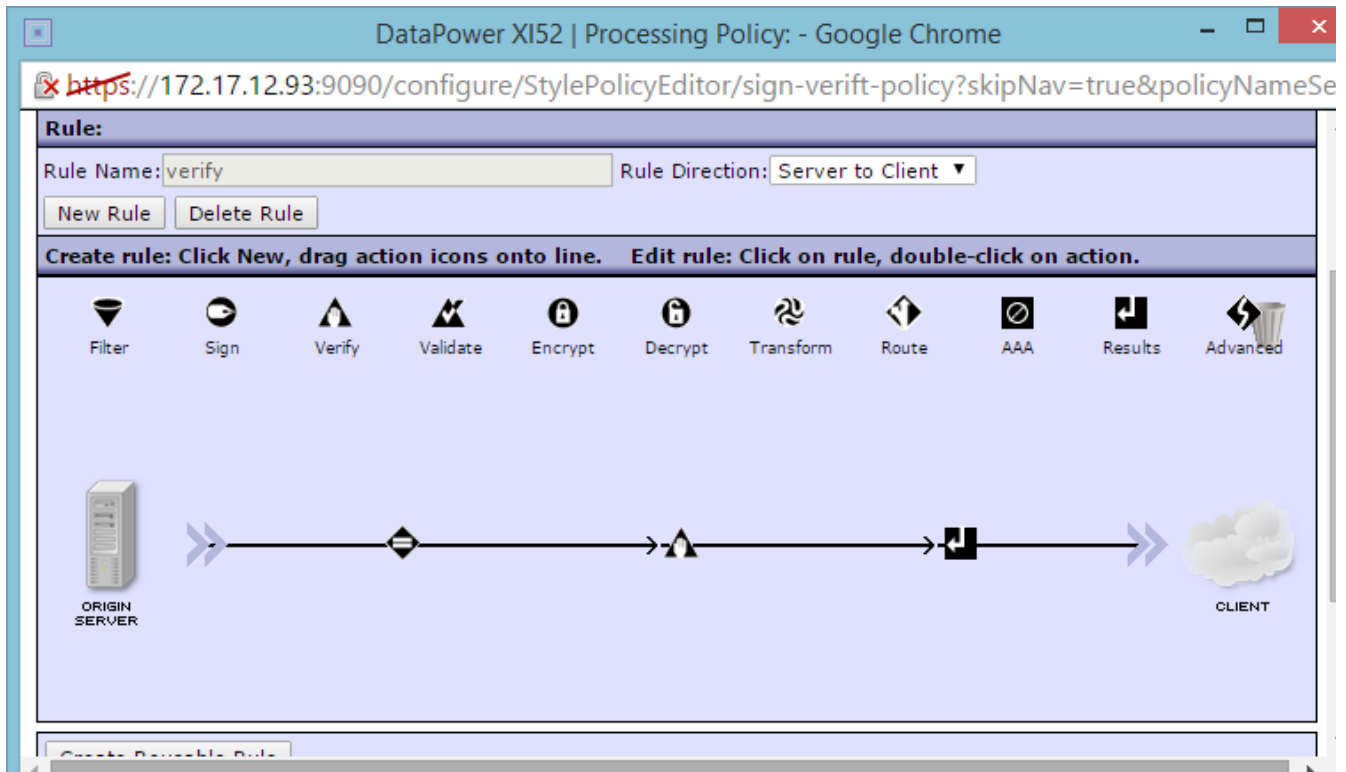 DataPower XI52 | Processing Policy: - Google Chrome
https://172.17.12.93:9090/configure/StylePolicyEditor/sign-verift-policy?skipNav=true&policyNameSe
Rule:
Rule Name: verify Rule Direction: Server to Client
New Rule Delete Rule
Create rule: Click New, drag action icons onto line. Edit rule: Click on rule, double-click on action.
Filter Sign Verify Validate Encrypt Decrypt Transform Route AAA Results Advanced
ORIGIN
SERVER
CLIENT
Create Reusable Rule